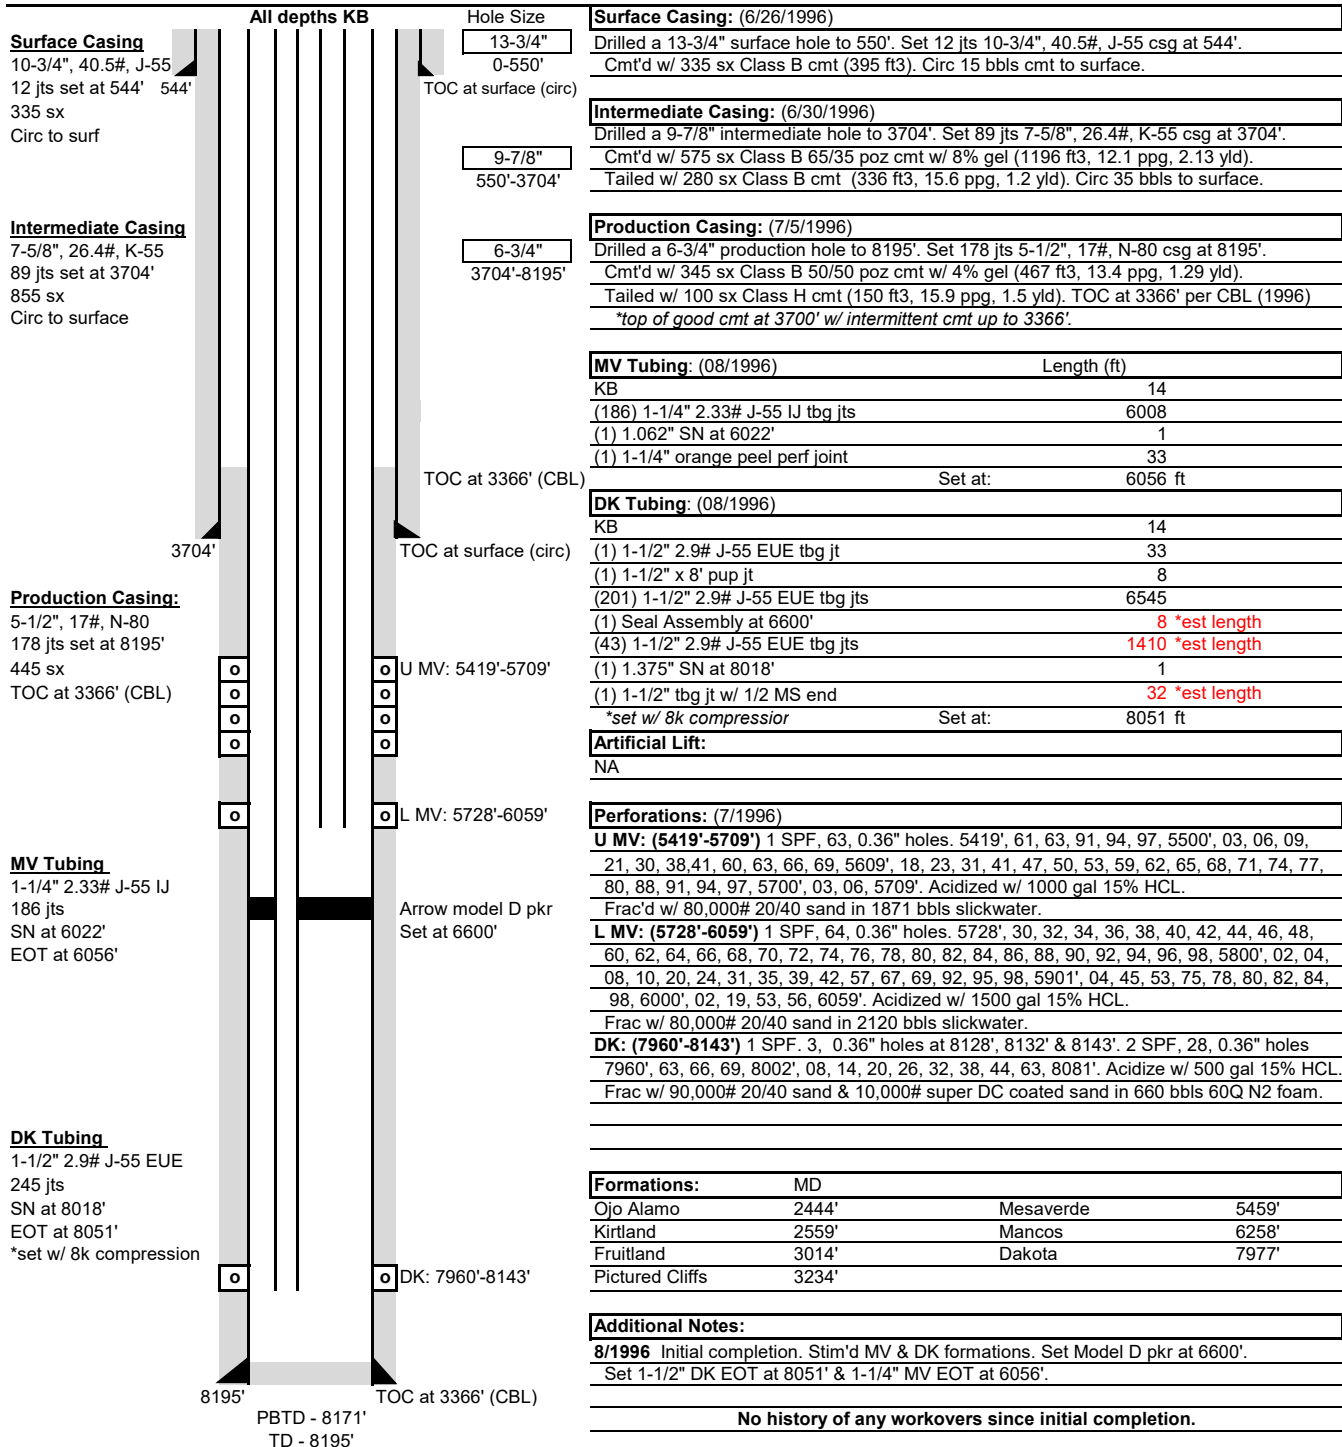 All depths KB
Hole Size
Surface Casing
10-3/4", 40.5#, J-55
12 jts set at 544'
544'
335 sx
Circ to surf
13-3/4"
0-550'
TOC at surface (circ)
9-7/8"
550'-3704'
Intermediate Casing
7-5/8", 26.4#, K-55
89 jts set at 3704'
855 sx
Circ to surface
6-3/4"
3704'-8195'
TOC at 3366' (CBL)
3704'
TOC at surface (circ)
Production Casing:
5-1/2", 17#, N-80
178 jts set at 8195'
445 sx
TOC at 3366' (CBL)
o o U MV: 5419'-5709'
o o
o o
o o
o o L MV: 5728'-6059'
MV Tubing
1-1/4" 2.33# J-55 IJ
186 jts
SN at 6022'
EOT at 6056'
Arrow model D pkr
Set at 6600'
DK Tubing
1-1/2" 2.9# J-55 EUE
245 jts
SN at 8018'
EOT at 8051'
*set w/ 8k compression
o o DK: 7960'-8143'
8195'
TOC at 3366' (CBL)
PBTD - 8171'
TD - 8195'
Surface Casing: (6/26/1996)
Drilled a 13-3/4" surface hole to 550'. Set 12 jts 10-3/4", 40.5#, J-55 csg at 544'.
Cmt'd w/ 335 sx Class B cmt (395 ft3). Circ 15 bbls cmt to surface.
Intermediate Casing: (6/30/1996)
Drilled a 9-7/8" intermediate hole to 3704'. Set 89 jts 7-5/8", 26.4#, K-55 csg at 3704'.
Cmt'd w/ 575 sx Class B 65/35 poz cmt w/ 8% gel (1196 ft3, 12.1 ppg, 2.13 yld).
Tailed w/ 280 sx Class B cmt (336 ft3, 15.6 ppg, 1.2 yld). Circ 35 bbls to surface.
Production Casing: (7/5/1996)
Drilled a 6-3/4" production hole to 8195'. Set 178 jts 5-1/2", 17#, N-80 csg at 8195'.
Cmt'd w/ 345 sx Class B 50/50 poz cmt w/ 4% gel (467 ft3, 13.4 ppg, 1.29 yld).
Tailed w/ 100 sx Class H cmt (150 ft3, 15.9 ppg, 1.5 yld). TOC at 3366' per CBL (1996)
*top of good cmt at 3700' w/ intermittent cmt up to 3366'.
MV Tubing: (08/1996) Length (ft)
KB 14
(186) 1-1/4" 2.33# J-55 IJ tbg jts 6008
(1) 1.062" SN at 6022' 1
(1) 1-1/4" orange peel perf joint 33
Set at: 6056 ft
DK Tubing: (08/1996)
KB 14
(1) 1-1/2" 2.9# J-55 EUE tbg jt 33
(1) 1-1/2" x 8' pup jt 8
(201) 1-1/2" 2.9# J-55 EUE tbg jts 6545
(1) Seal Assembly at 6600' 8 *est length
(43) 1-1/2" 2.9# J-55 EUE tbg jts 1410 *est length
(1) 1.375" SN at 8018' 1
(1) 1-1/2" tbg jt w/ 1/2 MS end 32 *est length
*set w/ 8k compressior Set at: 8051 ft
Artificial Lift:
NA
Perforations: (7/1996)
U MV: (5419'-5709') 1 SPF, 63, 0.36" holes. 5419', 61, 63, 91, 94, 97, 5500', 03, 06, 09,
21, 30, 38,41, 60, 63, 66, 69, 5609', 18, 23, 31, 41, 47, 50, 53, 59, 62, 65, 68, 71, 74, 77,
80, 88, 91, 94, 97, 5700', 03, 06, 5709'. Acidized w/ 1000 gal 15% HCL.
Frac'd w/ 80,000# 20/40 sand in 1871 bbls slickwater.
L MV: (5728'-6059') 1 SPF, 64, 0.36" holes. 5728', 30, 32, 34, 36, 38, 40, 42, 44, 46, 48,
60, 62, 64, 66, 68, 70, 72, 74, 76, 78, 80, 82, 84, 86, 88, 90, 92, 94, 96, 98, 5800', 02, 04,
08, 10, 20, 24, 31, 35, 39, 42, 57, 67, 69, 92, 95, 98, 5901', 04, 45, 53, 75, 78, 80, 82, 84,
98, 6000', 02, 19, 53, 56, 6059'. Acidized w/ 1500 gal 15% HCL.
Frac w/ 80,000# 20/40 sand in 2120 bbls slickwater.
DK: (7960'-8143') 1 SPF. 3, 0.36" holes at 8128', 8132' & 8143'. 2 SPF, 28, 0.36" holes
7960', 63, 66, 69, 8002', 08, 14, 20, 26, 32, 38, 44, 63, 8081'. Acidize w/ 500 gal 15% HCL.
Frac w/ 90,000# 20/40 sand & 10,000# super DC coated sand in 660 bbls 60Q N2 foam.
Formations: MD
Ojo Alamo 2444' Mesaverde 5459'
Kirtland 2559' Mancos 6258'
Fruitland 3014' Dakota 7977'
Pictured Cliffs 3234'
Additional Notes:
8/1996 Initial completion. Stim'd MV & DK formations. Set Model D pkr at 6600'.
Set 1-1/2" DK EOT at 8051' & 1-1/4" MV EOT at 6056'.
No history of any workovers since initial completion.